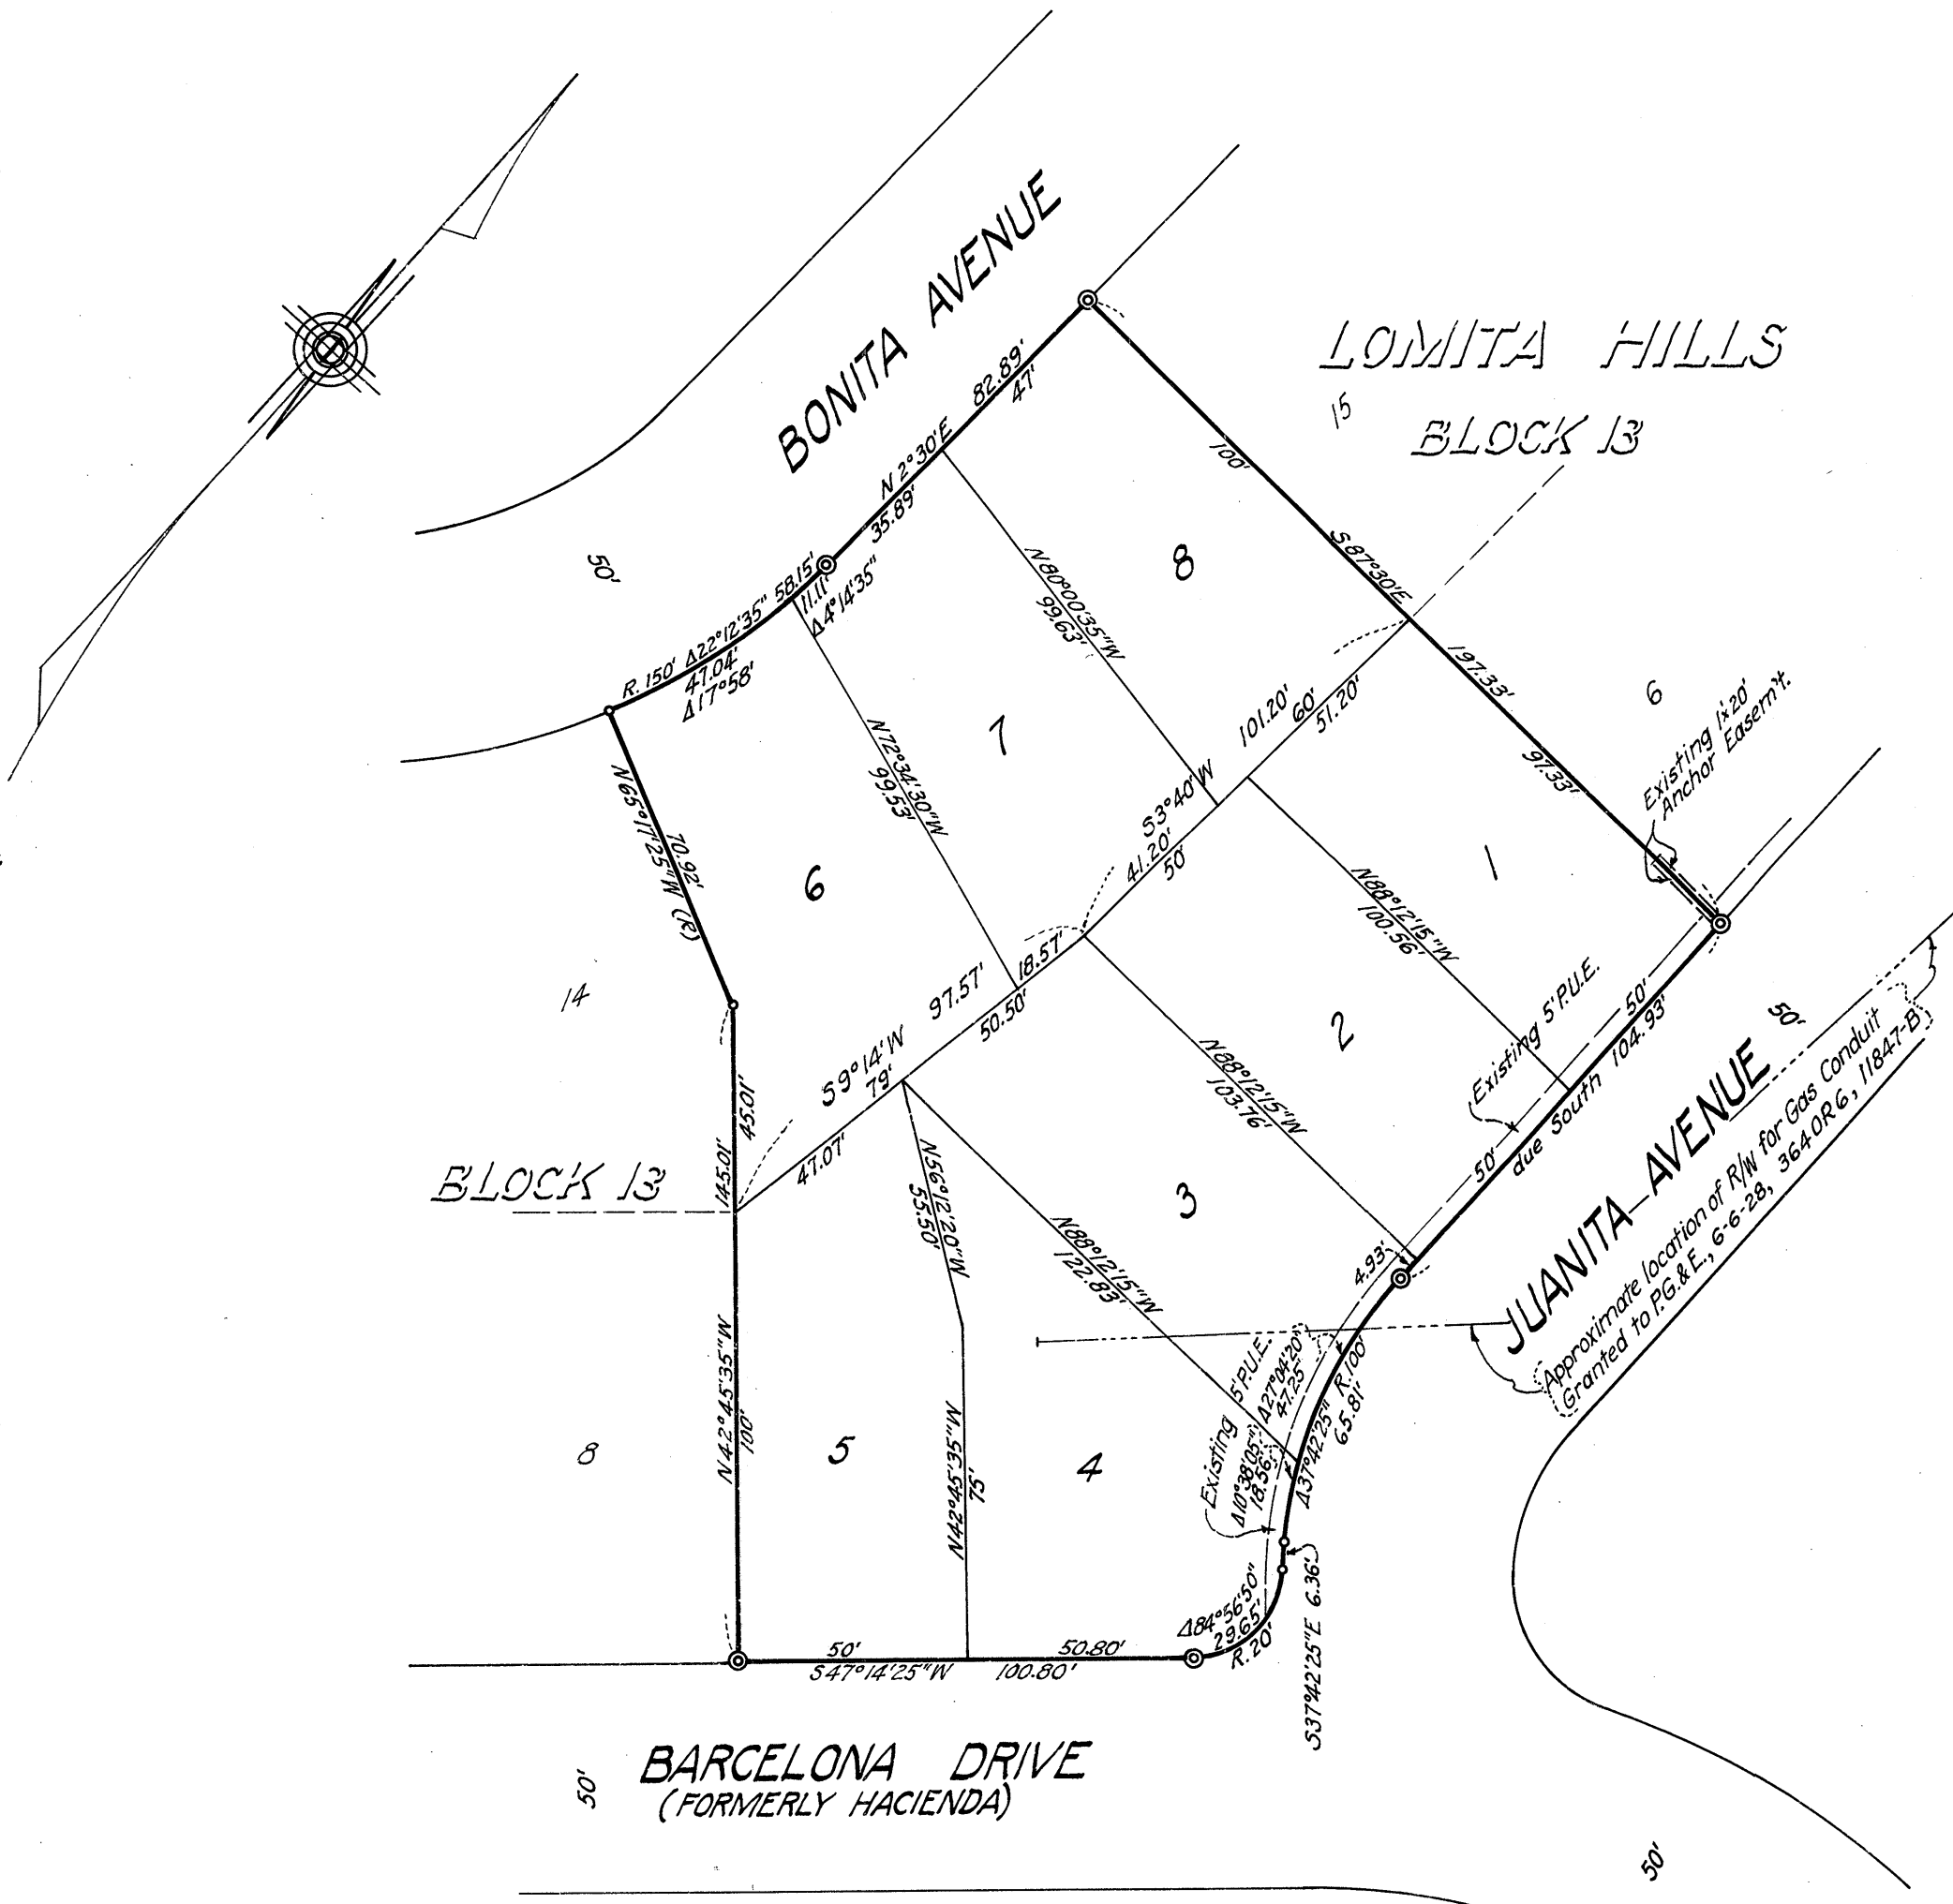 BONITA AVENUE
LOMITA HILLS
BLOCK 13
15
6
50'
82.89'
47'
N 2°30'E
35.89'
R. 150' Δ22°12'35" 58.15'
11.11'
Δ4°14'35"
47.04'
Δ17°58'
100'
S 87°30'E
197.33'
97.33'
Existing 1'x20'
Anchor Easem't.
8
N80°00'35"W
99.63'
7
N72°34'30"W
99.53'
6
N65°17'25"W (R)
70.92'
101.20'
60'
51.20'
S3°40'W
41.20'
50'
1
N88°12'15"W
100.56'
2
N88°12'15"W
103.76'
3
N88°12'15"W
122.83'
97.57'
18.57'
50.50'
S9°14'W
79'
47.07'
14
BLOCK 13
45.01'
145.01'
N42°45'35"W
100'
8
5
N56°12'20"W
55.50'
N42°45'35"W
75'
4
Existing 5'P.U.E.
50'
50'
due South 104.93'
4.93'
JUANITA AVENUE
50'
Approximate location of R/W for Gas Conduit
Granted to P.G.& E., 6-6-28, 364OR6, 11847-B
Existing 5'P.U.E.
Δ27°04'20"
47.25'
Δ10°38'05"
18.56'
Δ37°42'25" R.100'
65.81'
S37°42'25"E 6.36'
Δ84°56'50"
29.65'
R. 20'
50'
50.80'
S47°14'25"W
100.80'
BARCELONA DRIVE
(FORMERLY HACIENDA)
50'
50'